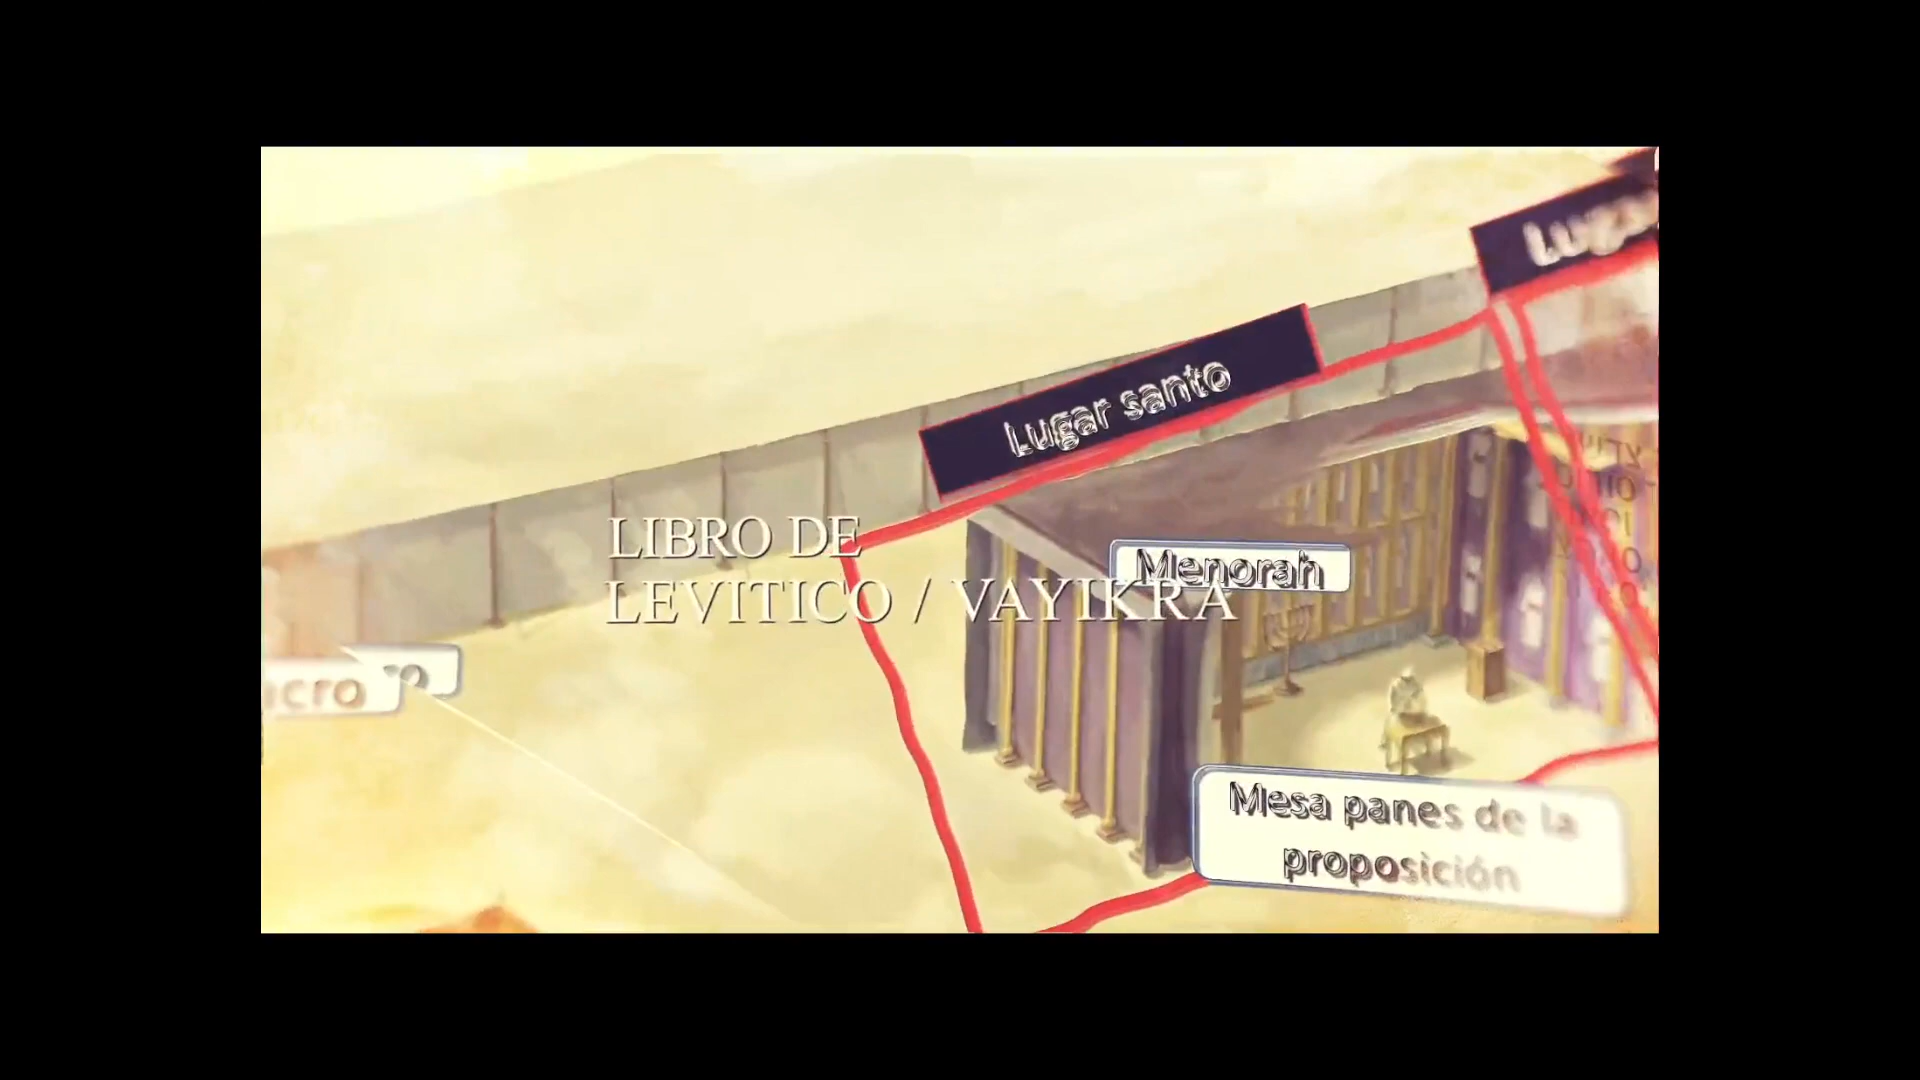 Lugar santo
LIBRO DE
LEVITICO / VAYIKRA
Menorah
Mesa panes de la
proposición